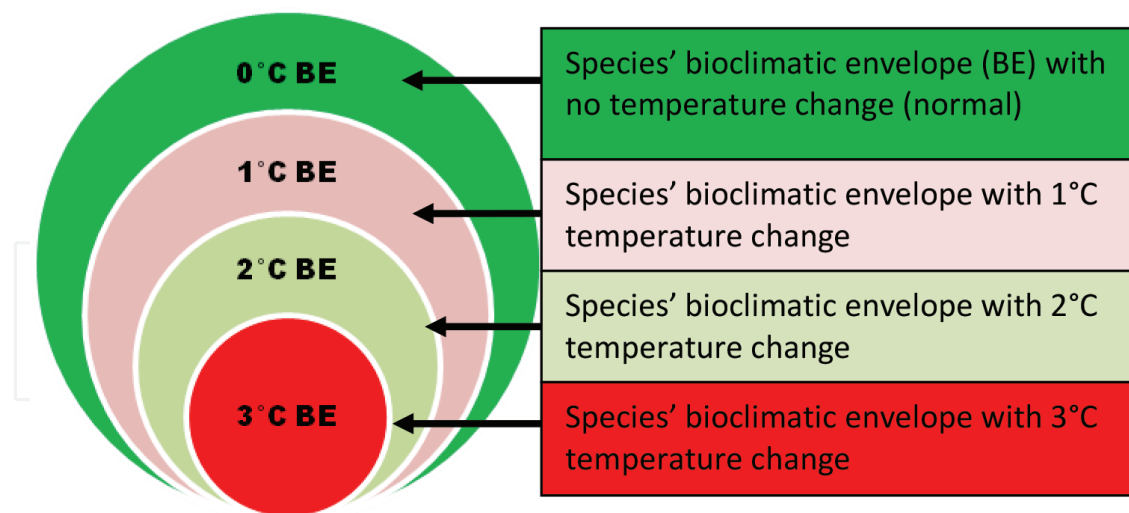 0°C BE
1°C BE
2°C BE
3°C BE
Species’ bioclimatic envelope (BE) with
no temperature change (normal)
Species’ bioclimatic envelope with 1°C
temperature change
Species’ bioclimatic envelope with 2°C
temperature change
Species’ bioclimatic envelope with 3°C
temperature change